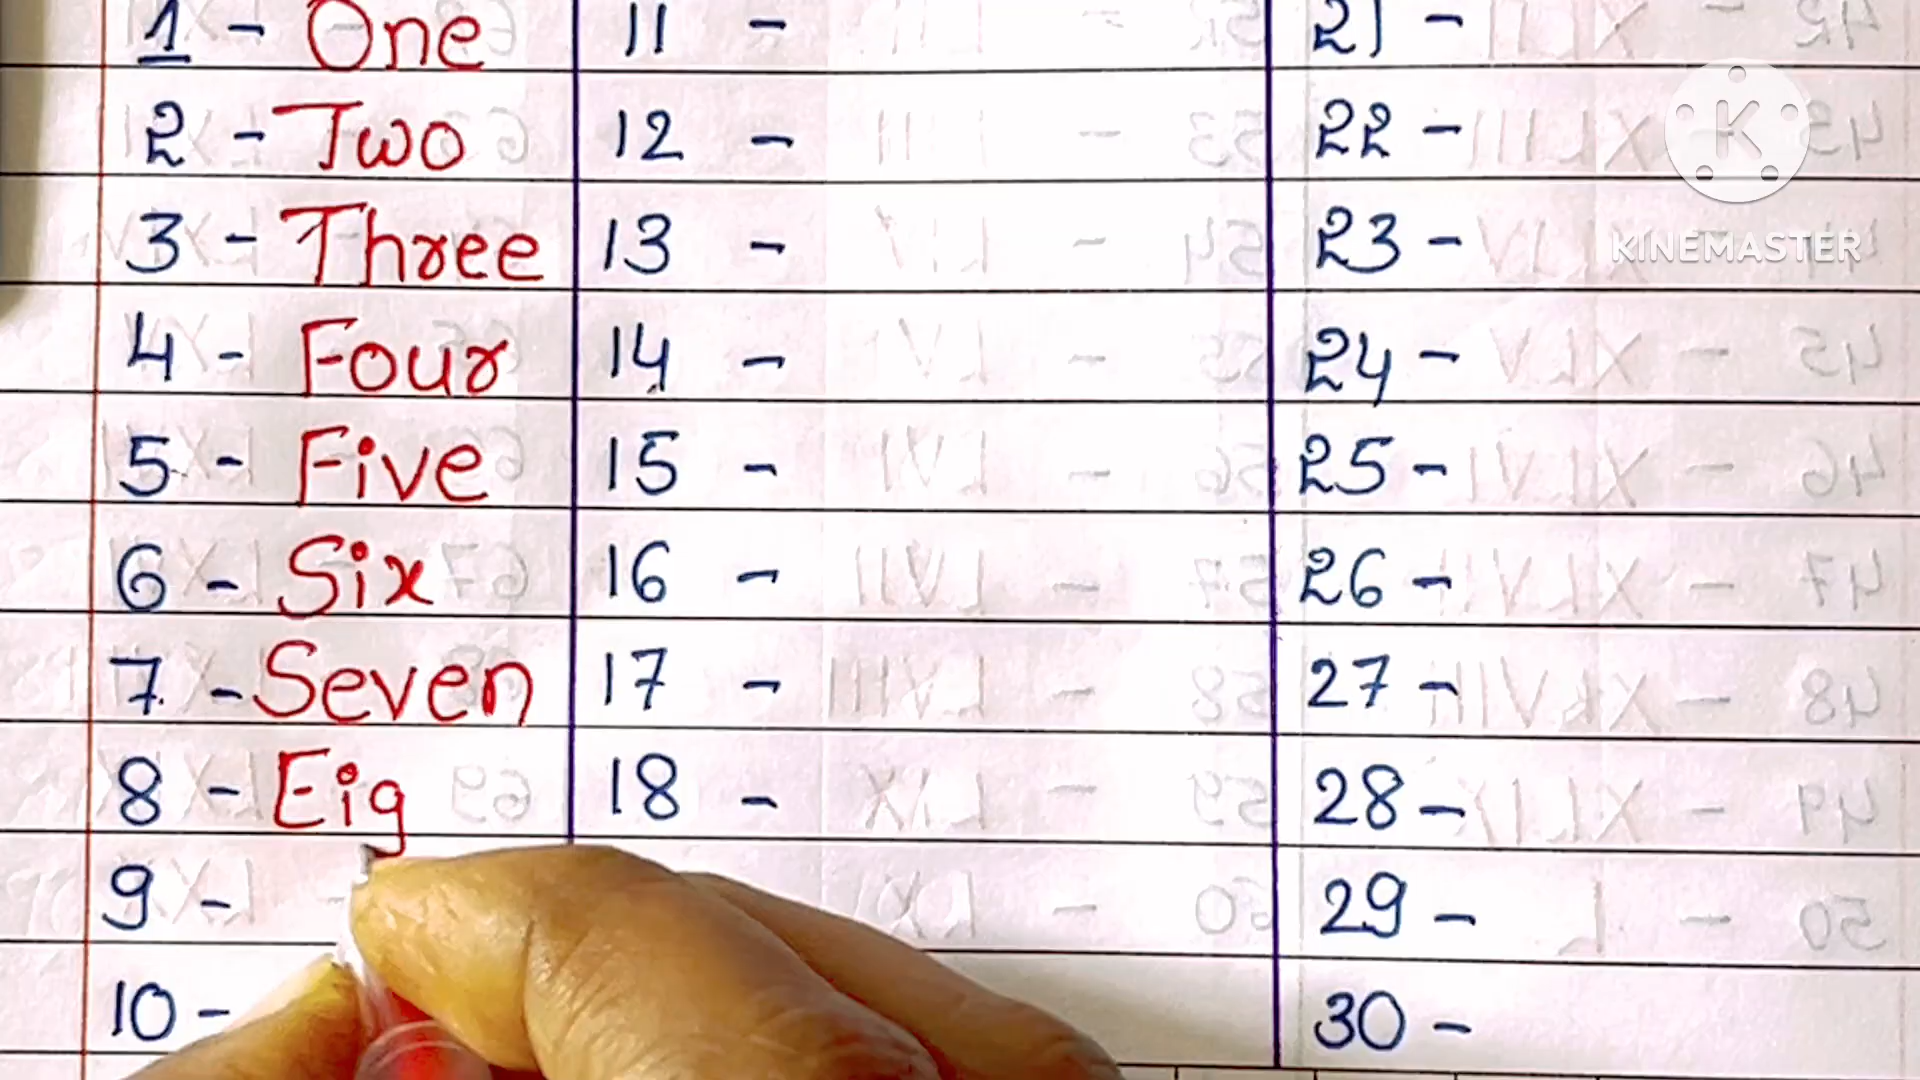 1 - One 11 - 21 -
2 - Two 12 - 22 -
3 - Three 13 - 23 -
4 - Four 14 - 24 -
5 - Five 15 - 25 -
6 - Six 16 - 26 -
7 - Seven 17 - 27 -
8 - Eig 18 - 28 -
9 - 29 -
10 - 30 -
KINEMASTER